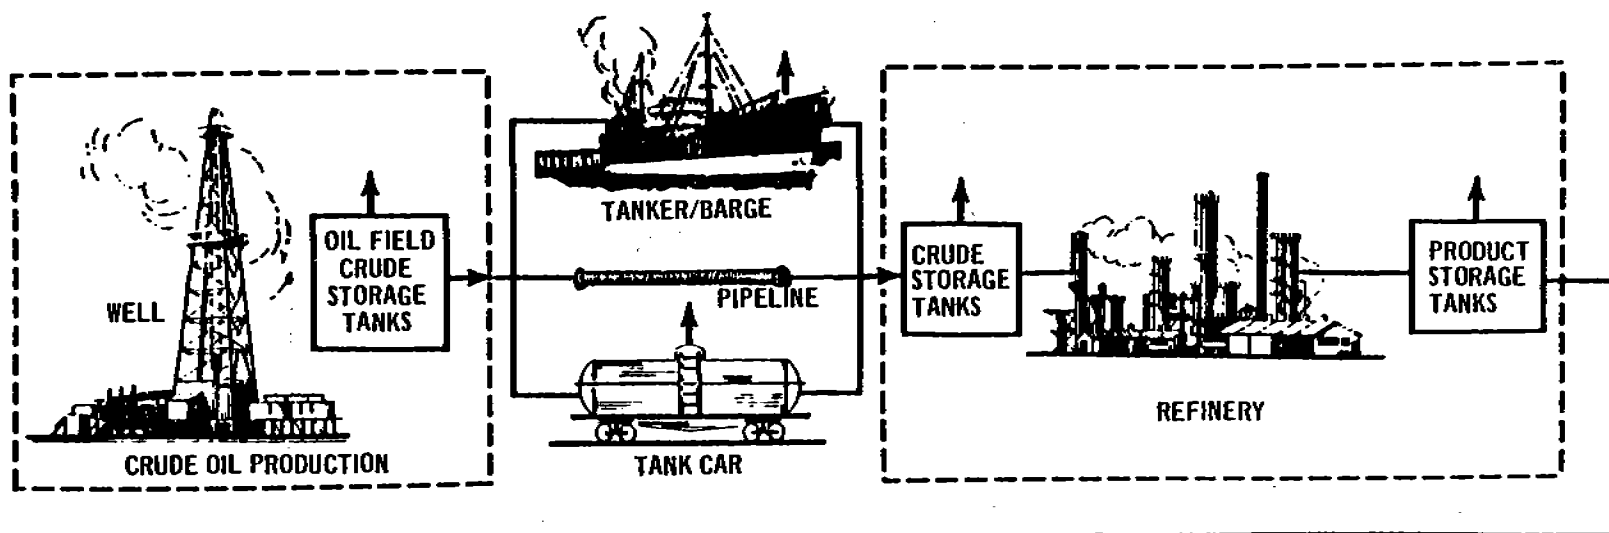 WELL
OIL FIELD
CRUDE
STORAGE
TANKS
CRUDE OIL PRODUCTION
TANKER/BARGE
PIPELINE
TANK CAR
CRUDE
STORAGE
TANKS
REFINERY
PRODUCT
STORAGE
TANKS